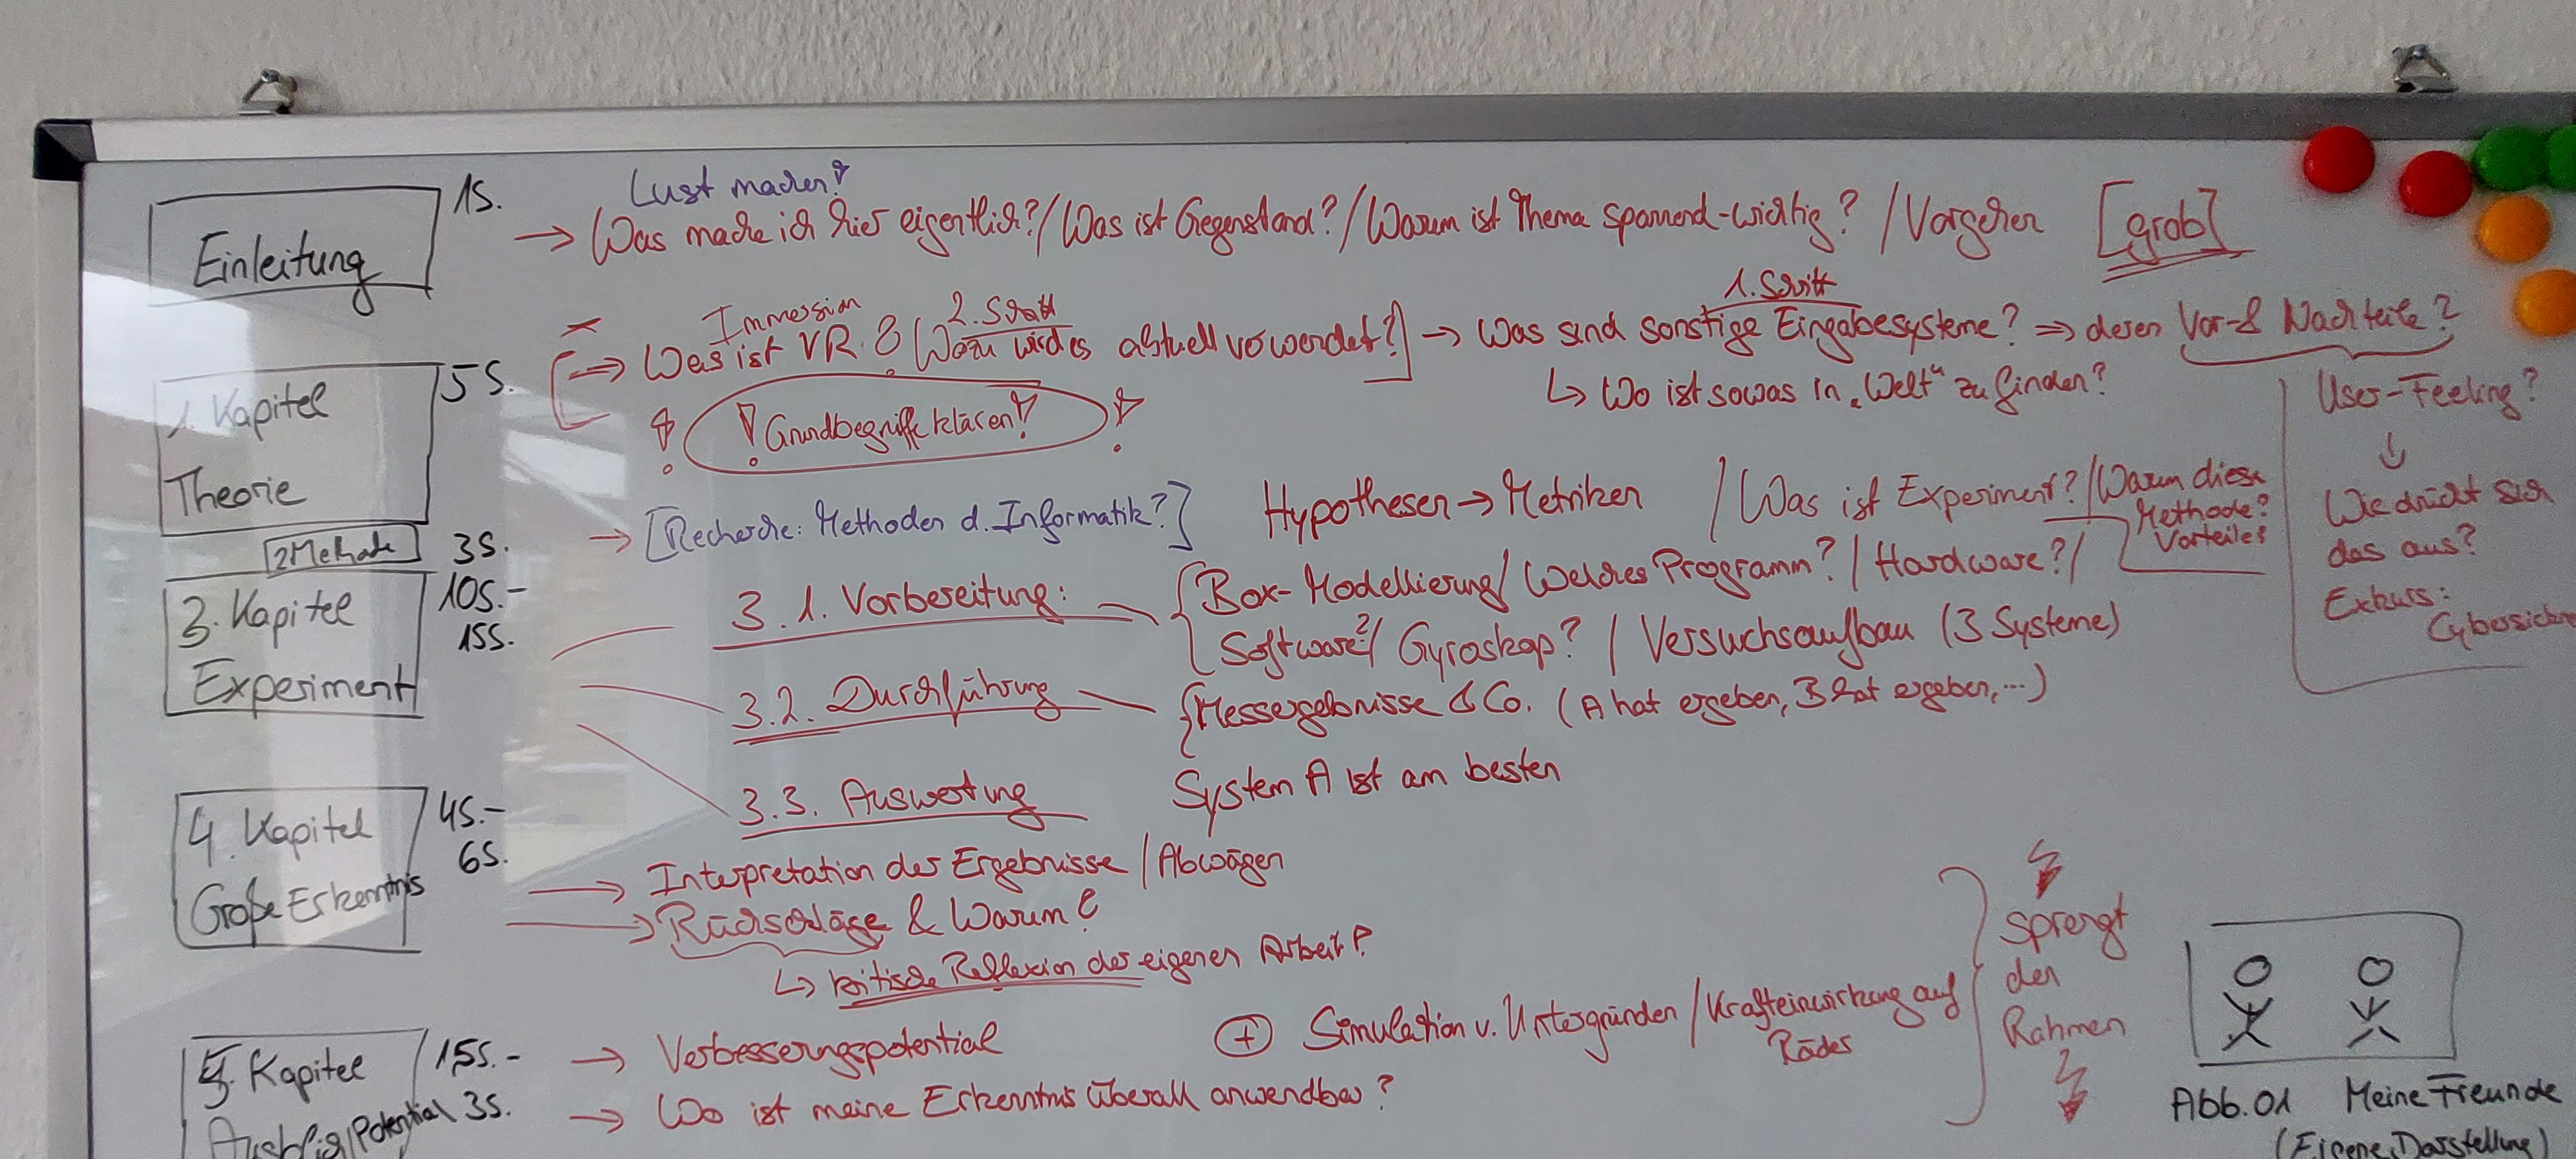 Lust machen!
Einleitung
1S.
→ Was mache ich hier eigentlich? / Was ist Gegenstand? / Warum ist Thema spannend-wichtig? / Vorgehen [grob]
Immersion
2. Schritt
1. Schritt
→ Was ist VR? [Wozu wird es aktuell verwendet?] → Was sind sonstige Eingabesysteme? ⇒ deren Vor- & Nachteile?
↳ Wo ist sowas in „Welt“ zu finden?
! Grundbegriffe klären!
1. Kapitel
Theorie
5S.
User-Feeling?
↓
Wie drückt sich
das aus?
Exkurs:
2 Methode
3S.
→ [Recherche: Methoden d. Informatik?]
Hypothesen → Metriken / Was ist Experiment? / Warum diese
Methode?
Vorteile?
3. Kapitel
Experiment
10S.-
15S.
3.1. Vorbereitung:
{ Box-Modellierung / Welches Programm? / Hardware? /
Software? / Gyroskop? / Versuchsaufbau (3 Systeme)
3.2. Durchführung
{ Messergebnisse & Co. (A hat ergeben, B hat ergeben, ...)
3.3. Auswertung
System A ist am besten
4. Kapitel
Große Erkenntnis
4S.-
6S.
→ Interpretation der Ergebnisse / Abwägen
→ Rückschläge & Warum?
↳ kritische Reflexion der eigenen Arbeit!
5. Kapitel
Ausblick/Potential
1,5S.-
3S.
→ Verbesserungspotential
→ Wo ist meine Erkenntnis überall anwendbar?
⊕ Simulation v. Untergründen / Krafteinwirkung auf
Räder
sprengt
den
Rahmen
Abb. 01 Meine Freunde
(Eigene Darstellung)